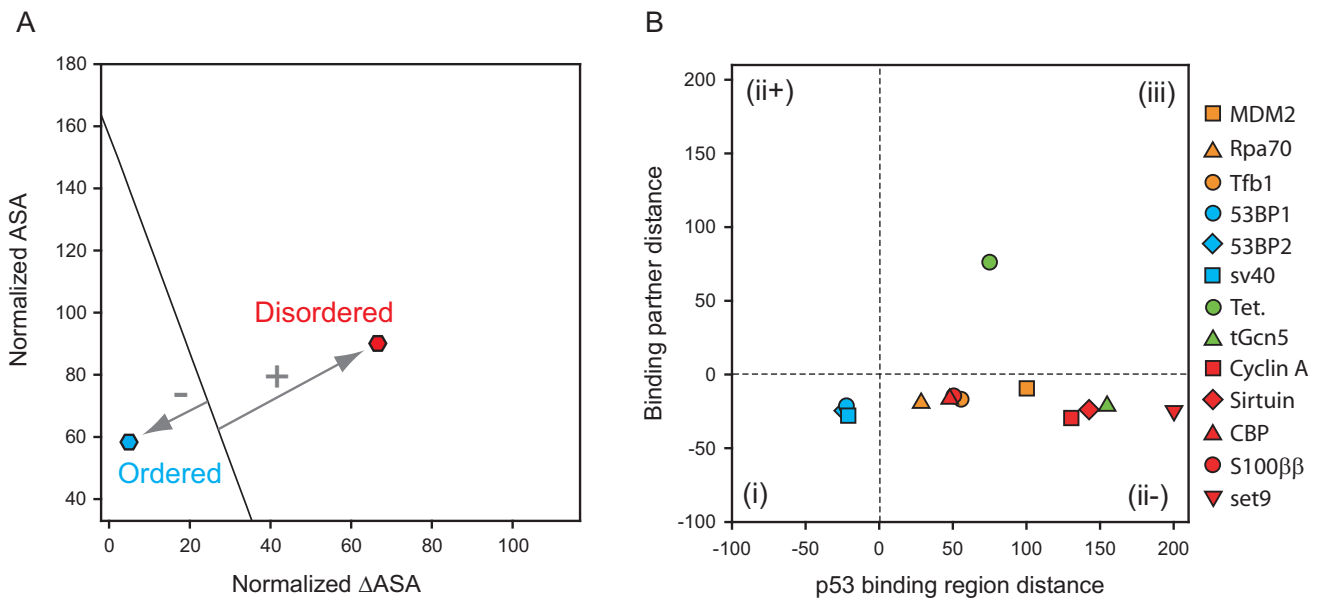 A
B
180
160
140
120
100
80
60
40
0
20
40
60
80
100
Normalized ASA
Normalized ΔASA
Disordered
+
-
Ordered
200
150
100
50
0
-50
-100
-100
-50
0
50
100
150
200
Binding partner distance
p53 binding region distance
(ii+)
(iii)
(i)
(ii-)
MDM2
Rpa70
Tfb1
53BP1
53BP2
sv40
Tet.
tGcn5
Cyclin A
Sirtuin
CBP
S100ββ
set9